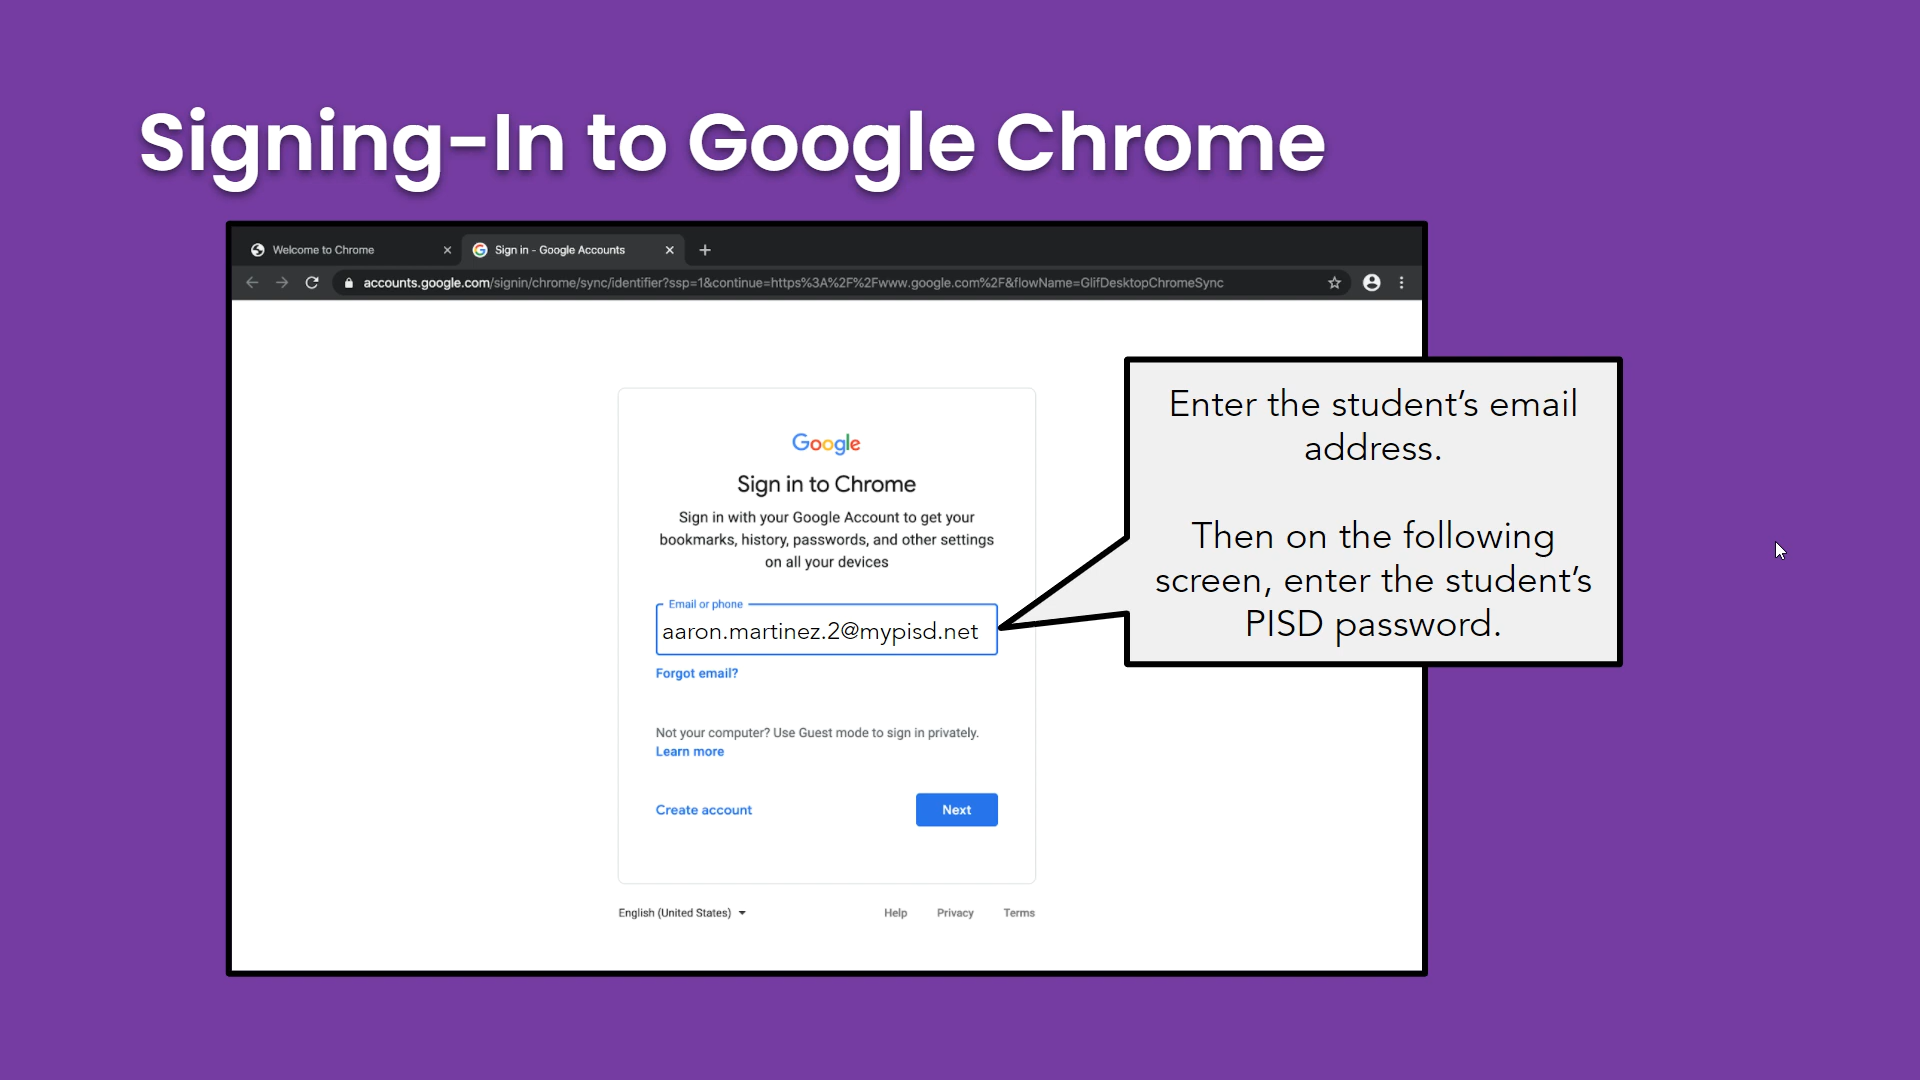 Signing-In to Google Chrome
Welcome to Chrome
Sign in - Google Accounts
accounts.google.com/signin/chrome/sync/identifier?ssp=1&continue=https%3A%2F%2Fwww.google.com%2F&flowName=GlifDesktopChromeSync
Google
Sign in to Chrome
Sign in with your Google Account to get your
bookmarks, history, passwords, and other settings
on all your devices
Email or phone
aaron.martinez.2@mypisd.net
Forgot email?
Not your computer? Use Guest mode to sign in privately.
Learn more
Create account
Next
English (United States)
Help
Privacy
Terms
Enter the student’s email
address.
Then on the following
screen, enter the student’s
PISD password.